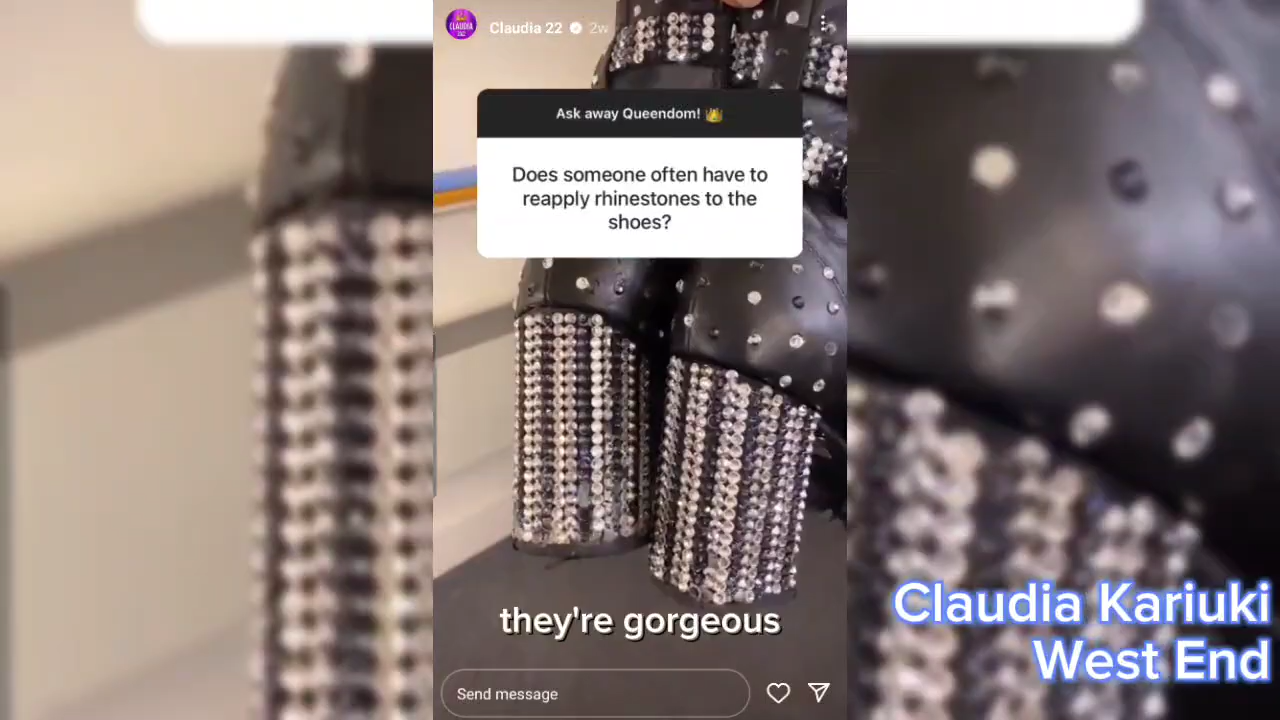 Claudia 22 2w
Ask away Queendom! 👑
Does someone often have to
reapply rhinestones to the
shoes?
they're gorgeous
Claudia Kariuki
West End
Send message